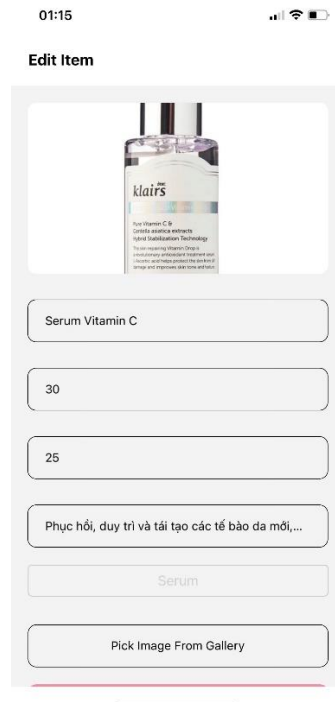 01:15
Edit Item
dear,
klairs
Pure Vitamin C &
Centella asiatica extracts
Hybrid Stabilization Technology
Serum Vitamin C
30
25
Phục hồi, duy trì và tái tạo các tế bào da mới,...
Serum
Pick Image From Gallery